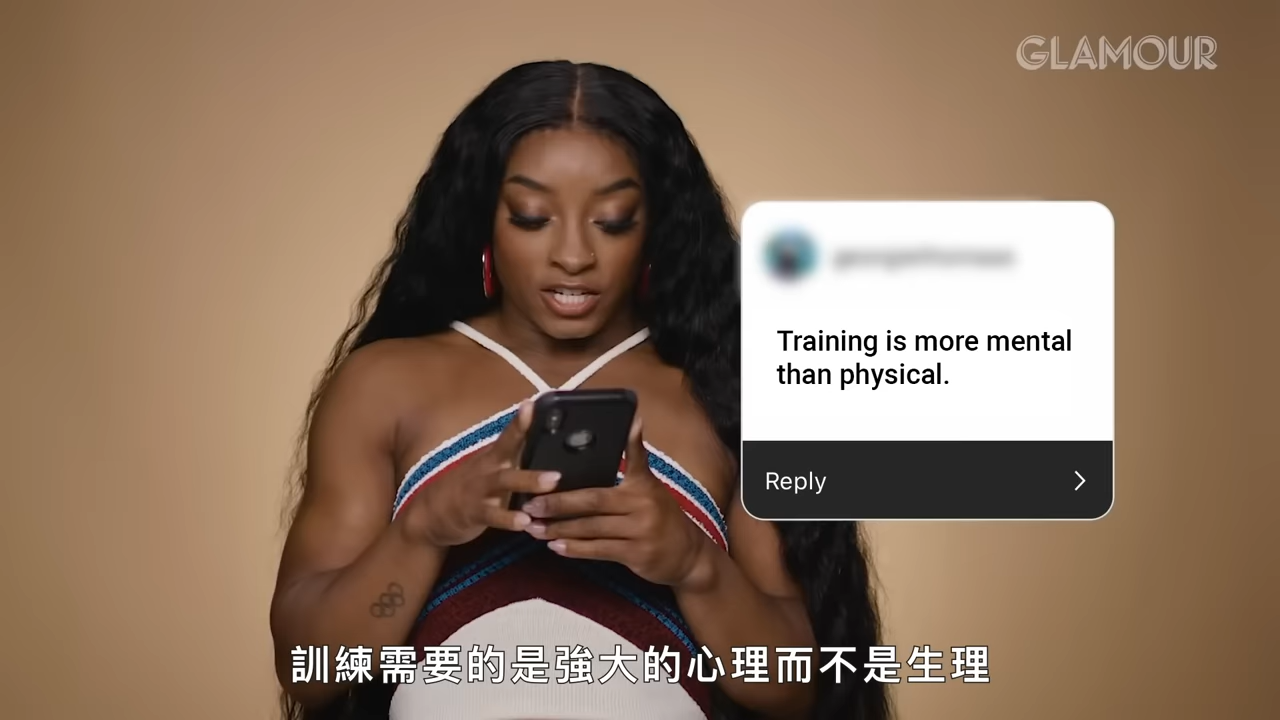 GLAMOUR
Training is more mental
than physical.
Reply
訓練需要的是強大的心理而不是生理